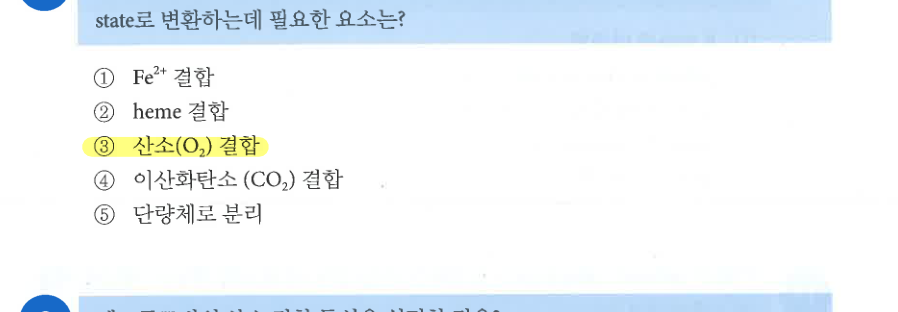 state로 변환하는데 필요한 요소는?
① Fe²⁺ 결합
② heme 결합
③ 산소(O₂) 결합
④ 이산화탄소 (CO₂) 결합
⑤ 단량체로 분리